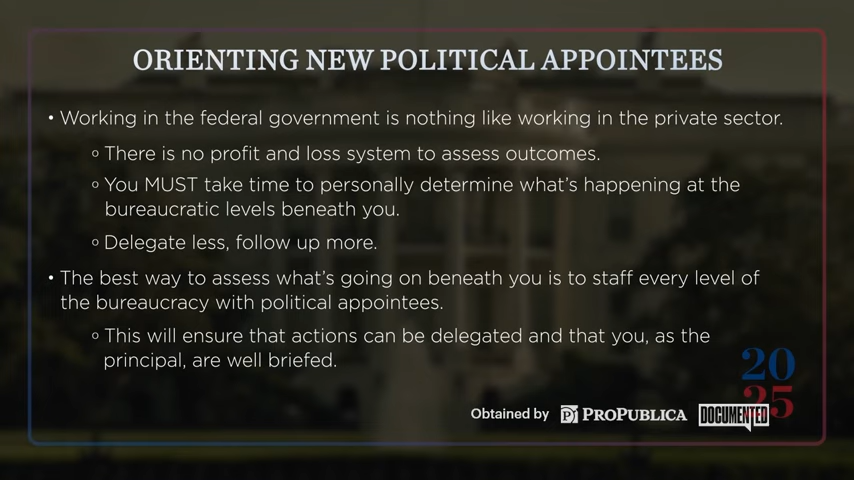 ORIENTING NEW POLITICAL APPOINTEES
• Working in the federal government is nothing like working in the private sector.
o There is no profit and loss system to assess outcomes.
o You MUST take time to personally determine what's happening at the
bureaucratic levels beneath you.
o Delegate less, follow up more.
• The best way to assess what's going on beneath you is to staff every level of
the bureaucracy with political appointees.
o This will ensure that actions can be delegated and that you, as the
principal, are well briefed.
20
25
Obtained by PROPUBLICA DOCUMENTED